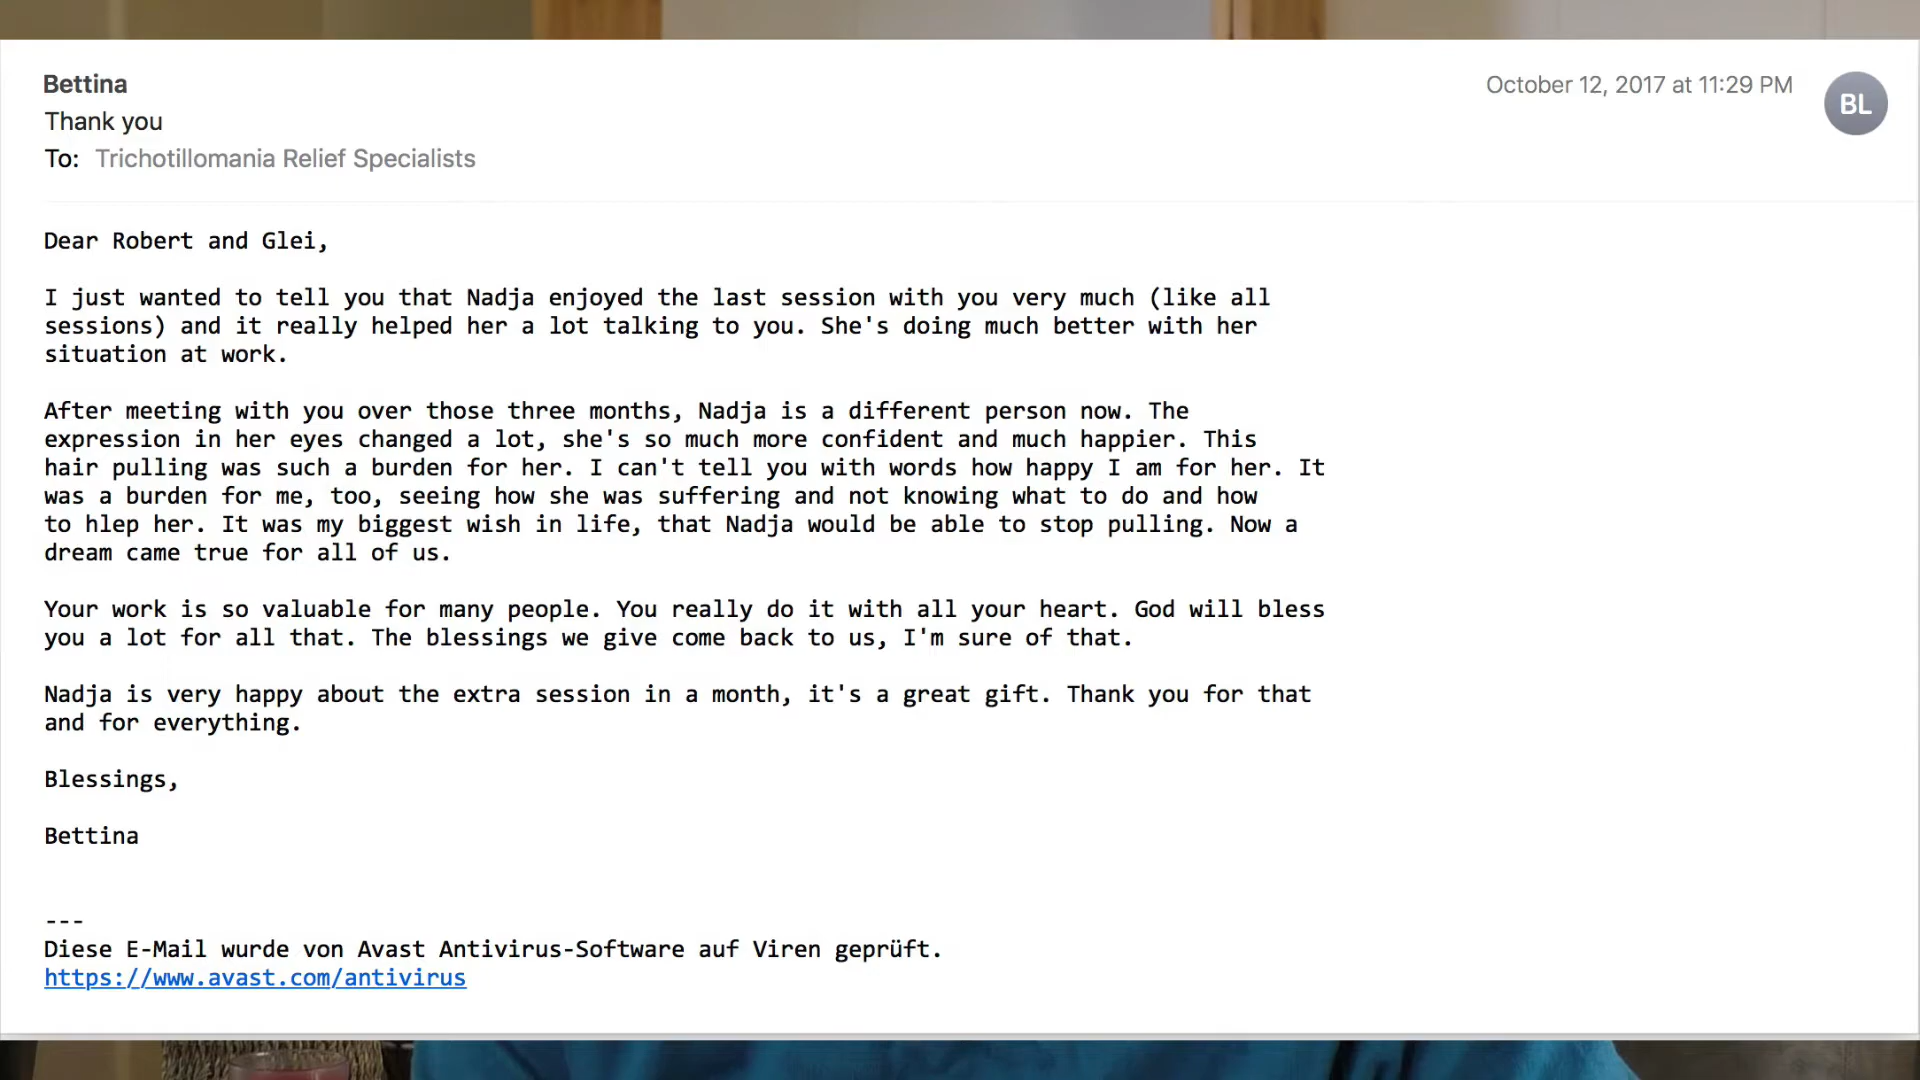 Bettina
October 12, 2017 at 11:29 PM
BL
Thank you
To: Trichotillomania Relief Specialists
Dear Robert and Glei,
I just wanted to tell you that Nadja enjoyed the last session with you very much (like all
sessions) and it really helped her a lot talking to you. She's doing much better with her
situation at work.
After meeting with you over those three months, Nadja is a different person now. The
expression in her eyes changed a lot, she's so much more confident and much happier. This
hair pulling was such a burden for her. I can't tell you with words how happy I am for her. It
was a burden for me, too, seeing how she was suffering and not knowing what to do and how
to hlep her. It was my biggest wish in life, that Nadja would be able to stop pulling. Now a
dream came true for all of us.
Your work is so valuable for many people. You really do it with all your heart. God will bless
you a lot for all that. The blessings we give come back to us, I'm sure of that.
Nadja is very happy about the extra session in a month, it's a great gift. Thank you for that
and for everything.
Blessings,
Bettina
---
Diese E-Mail wurde von Avast Antivirus-Software auf Viren geprüft.
https://www.avast.com/antivirus